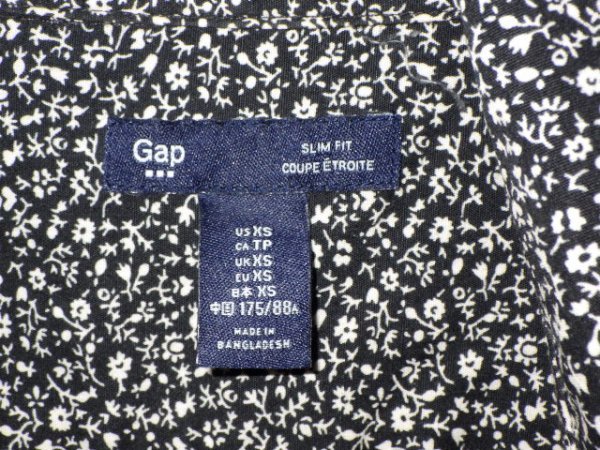 Gap
SLIM FIT
COUPE ÉTROITE
US XS
CA TP
UK XS
EU XS
日本 XS
中国 175/88A
MADE IN
BANGLADESH